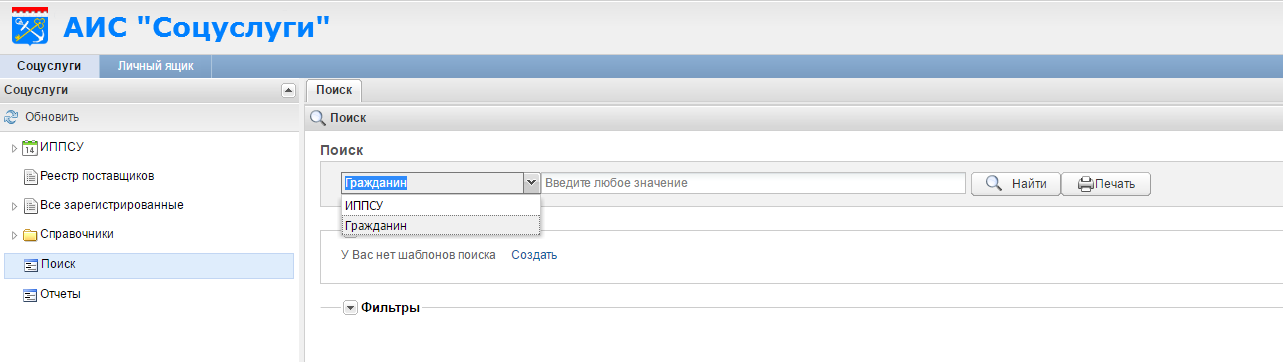 АИС "Соцуслуги"
Соцуслуги Личный ящик
Соцуслуги
Обновить
14 ИППСУ
Реестр поставщиков
Все зарегистрированные
Справочники
Поиск
Отчеты
Поиск
Поиск
Поиск
Гражданин Введите любое значение Найти Печать
ИППСУ
Гражданин
У Вас нет шаблонов поиска Создать
Фильтры